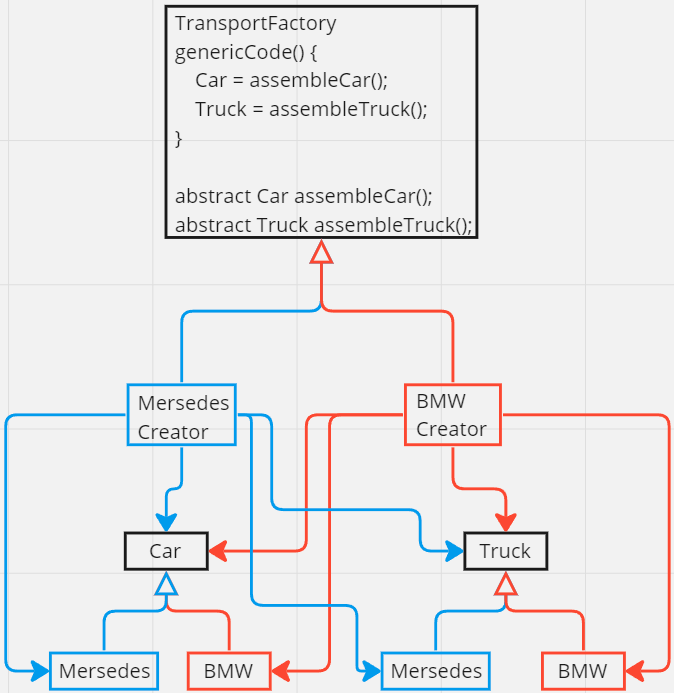 TransportFactory
genericCode() {
Car = assembleCar();
Truck = assembleTruck();
}
abstract Car assembleCar();
abstract Truck assembleTruck();
Mersedes
Creator
BMW
Creator
Car
Truck
Mersedes
BMW
Mersedes
BMW